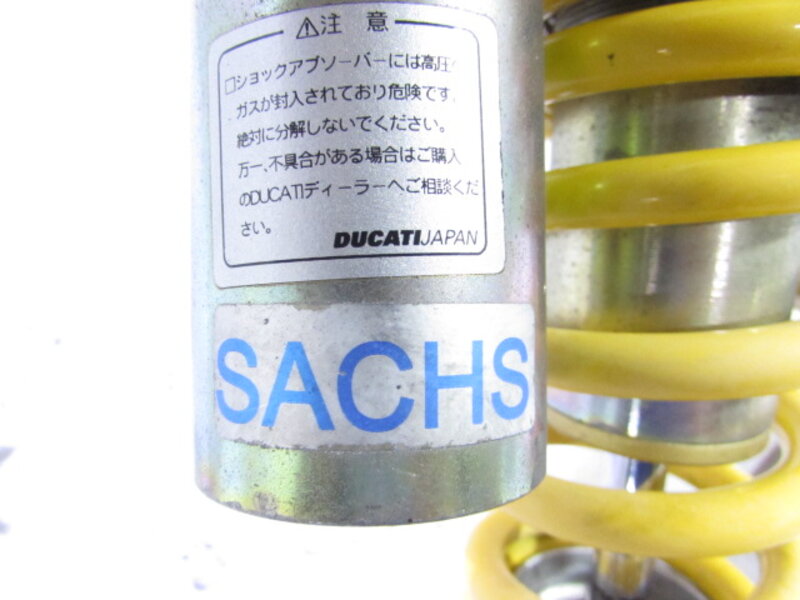 ⚠注意
□ショックアブソーバーには高圧
ガスが封入されており危険です。
絶対に分解しないでください。
万一、不具合がある場合はご購入
のDUCATIディーラーへご相談くだ
さい。
DUCATIJAPAN
SACHS